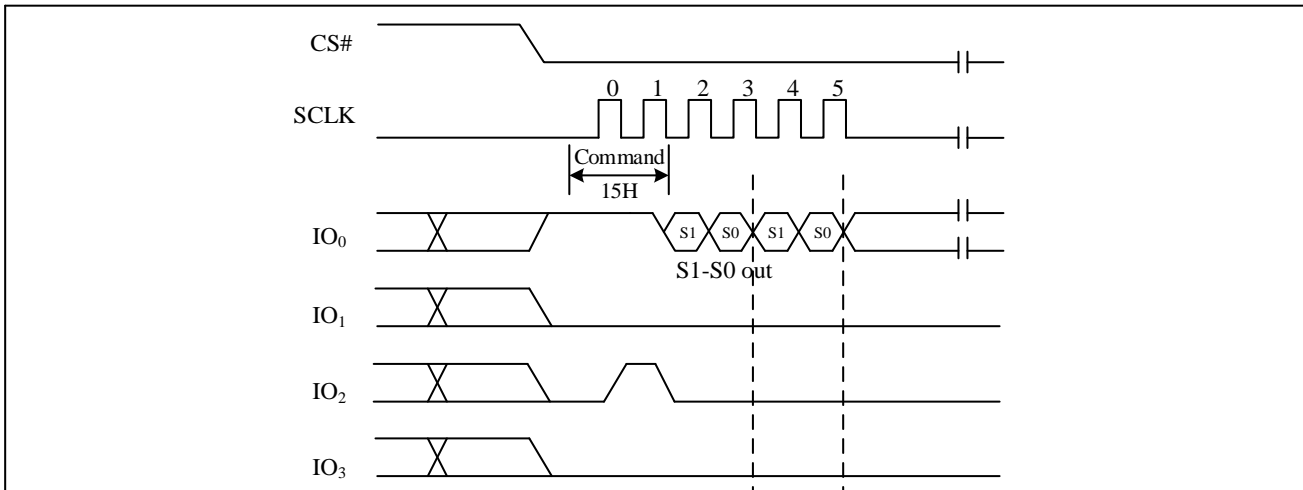 CS#
SCLK
0 1 2 3 4 5
Command
15H
IO0
S1 S0 S1 S0
S1-S0 out
IO1
IO2
IO3